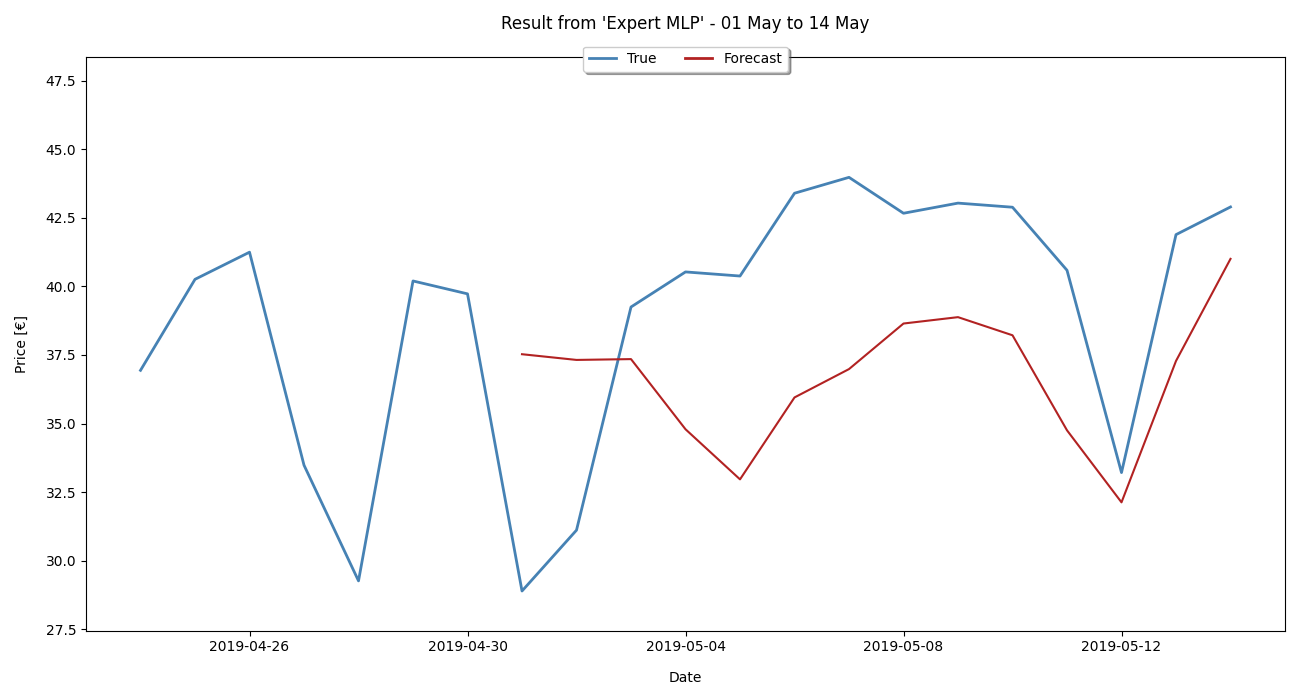 Result from 'Expert MLP' - 01 May to 14 May
True Forecast
47.5
45.0
42.5
40.0
37.5
35.0
32.5
30.0
27.5
Price [€]
2019-04-26 2019-04-30 2019-05-04 2019-05-08 2019-05-12
Date